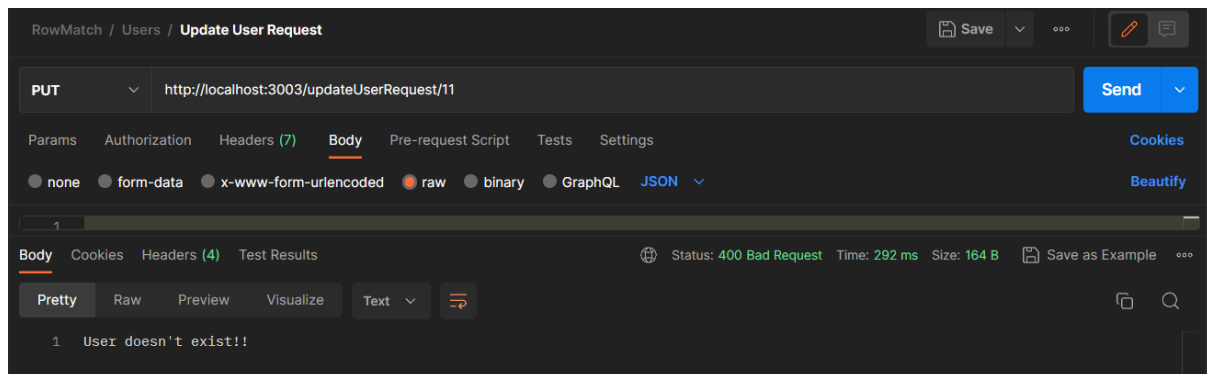 RowMatch / Users / Update User Request
Save
ooo
PUT
http://localhost:3003/updateUserRequest/11
Send
Params Authorization Headers (7) Body Pre-request Script Tests Settings Cookies
none form-data x-www-form-urlencoded raw binary GraphQL JSON Beautify
1
Body Cookies Headers (4) Test Results Status: 400 Bad Request Time: 292 ms Size: 164 B Save as Example ooo
Pretty Raw Preview Visualize Text
1 User doesn't exist!!